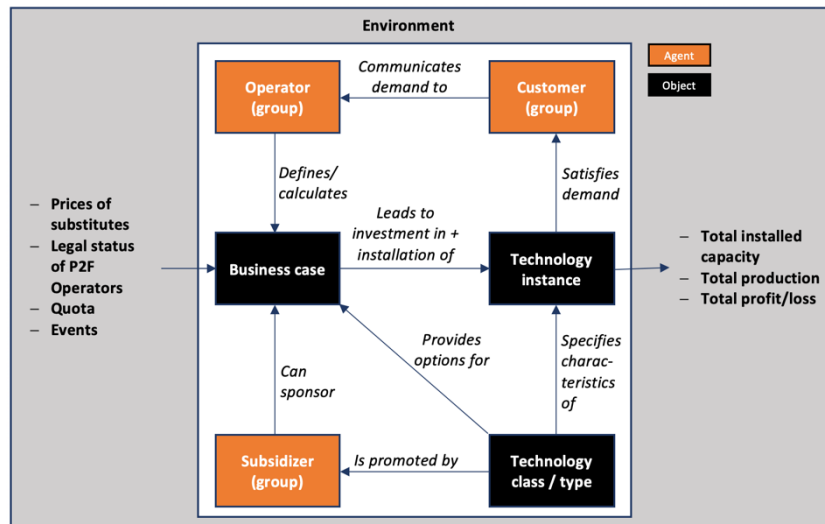 Environment
Agent
Object
Operator
(group)
Communicates
demand to
Customer
(group)
Defines/
calculates
Satisfies
demand
– Prices of
substitutes
– Legal status
of P2F
Operators
– Quota
– Events
Business case
Leads to
investment in +
installation of
Technology
instance
– Total installed
capacity
– Total production
– Total profit/loss
Can
sponsor
Provides
options for
Specifies
charac-
teristics
of
Subsidizer
(group)
Is promoted by
Technology
class / type